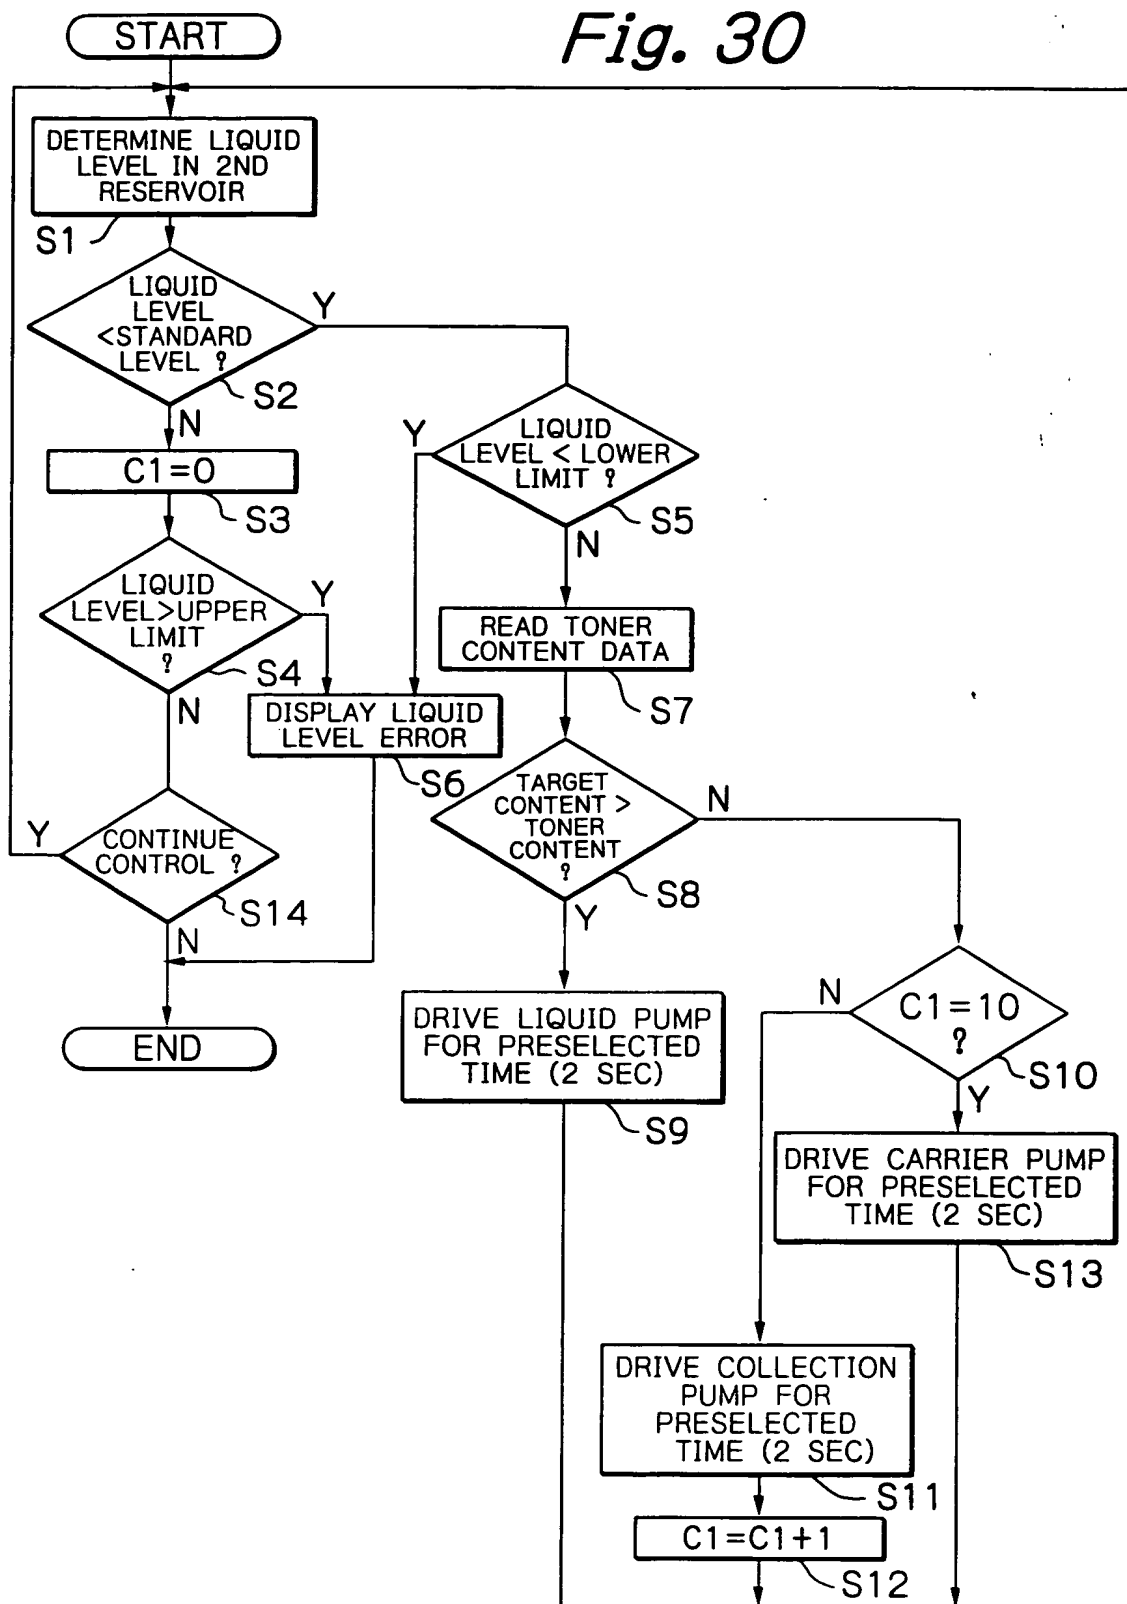 Fig. 30
START
DETERMINE LIQUID
LEVEL IN 2ND
RESERVOIR
S1
LIQUID
LEVEL
<STANDARD
LEVEL ?
S2
Y
N
C1=0
S3
LIQUID
LEVEL>UPPER
LIMIT
?
S4
Y
N
CONTINUE
CONTROL ?
S14
Y
N
END
LIQUID
LEVEL < LOWER
LIMIT ?
S5
Y
N
DISPLAY LIQUID
LEVEL ERROR
S6
READ TONER
CONTENT DATA
S7
TARGET
CONTENT >
TONER
CONTENT
?
S8
N
Y
DRIVE LIQUID PUMP
FOR PRESELECTED
TIME (2 SEC)
S9
C1=10
?
S10
N
Y
DRIVE CARRIER PUMP
FOR PRESELECTED
TIME (2 SEC)
S13
DRIVE COLLECTION
PUMP FOR
PRESELECTED
TIME (2 SEC)
S11
C1=C1+1
S12